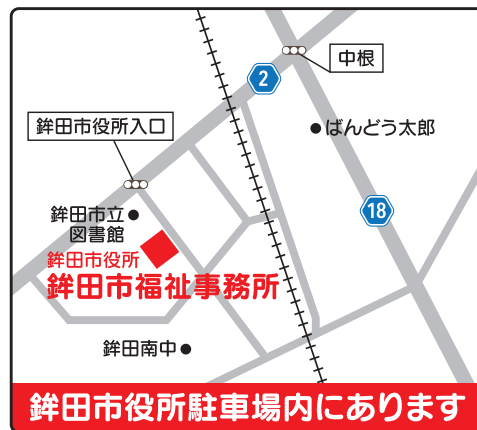 中根
2
ばんどう太郎
鉾田市役所入口
18
鉾田市立
図書館
鉾田市役所
鉾田市福祉事務所
鉾田南中
鉾田市役所駐車場内にあります